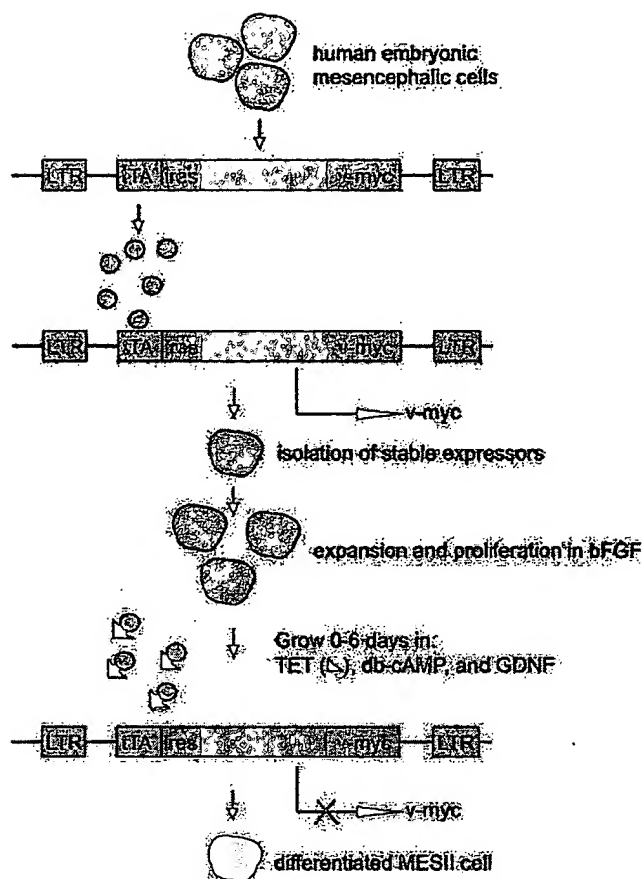 human embryonic
mesencephalic cells
LTR tTA ires v-myc LTR
LTR tTA ires v-myc LTR
v-myc
isolation of stable expressors
expansion and proliferation in bFGF
Grow 0-6 days in:
TET ( ), db-cAMP, and GDNF
LTR tTA ires v-myc LTR
v-myc
differentiated MESII cell